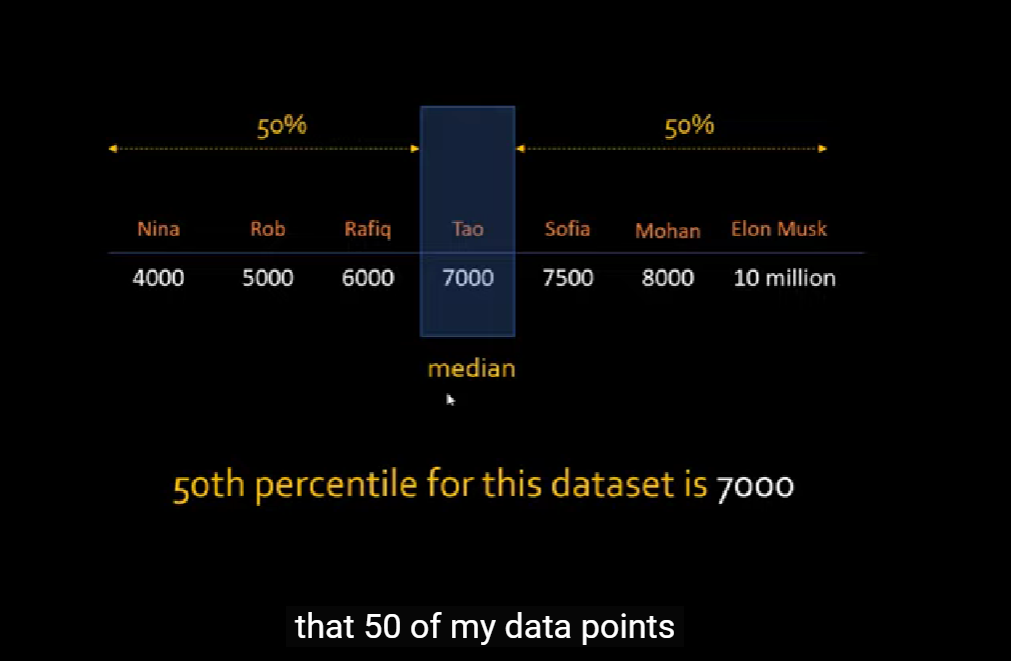 50% 50%
Nina Rob Rafiq Tao Sofia Mohan Elon Musk
4000 5000 6000 7000 7500 8000 10 million
median
50th percentile for this dataset is 7000
that 50 of my data points